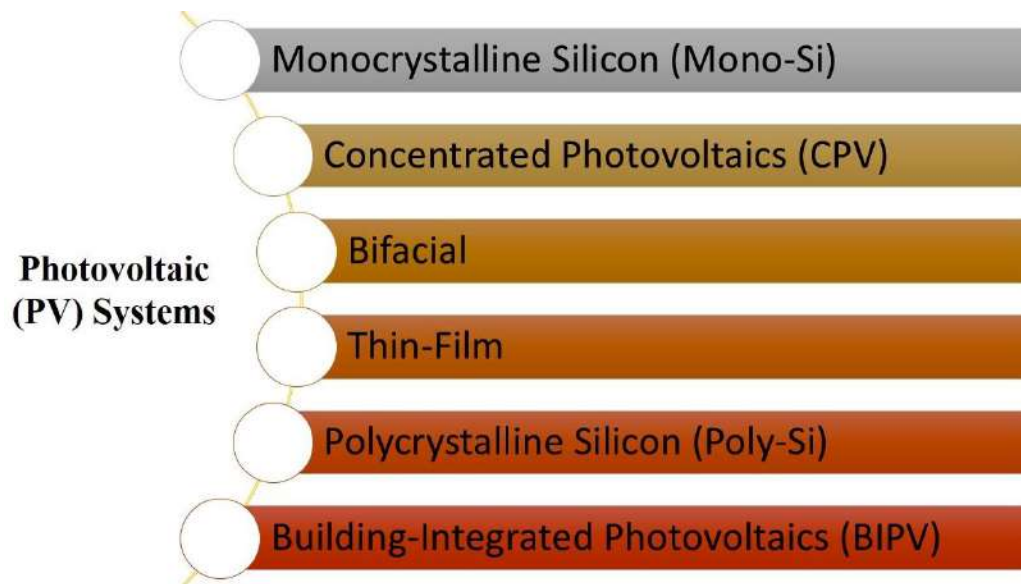 Monocrystalline Silicon (Mono-Si)
Concentrated Photovoltaics (CPV)
Bifacial
Photovoltaic
(PV) Systems
Thin-Film
Polycrystalline Silicon (Poly-Si)
Building-Integrated Photovoltaics (BIPV)